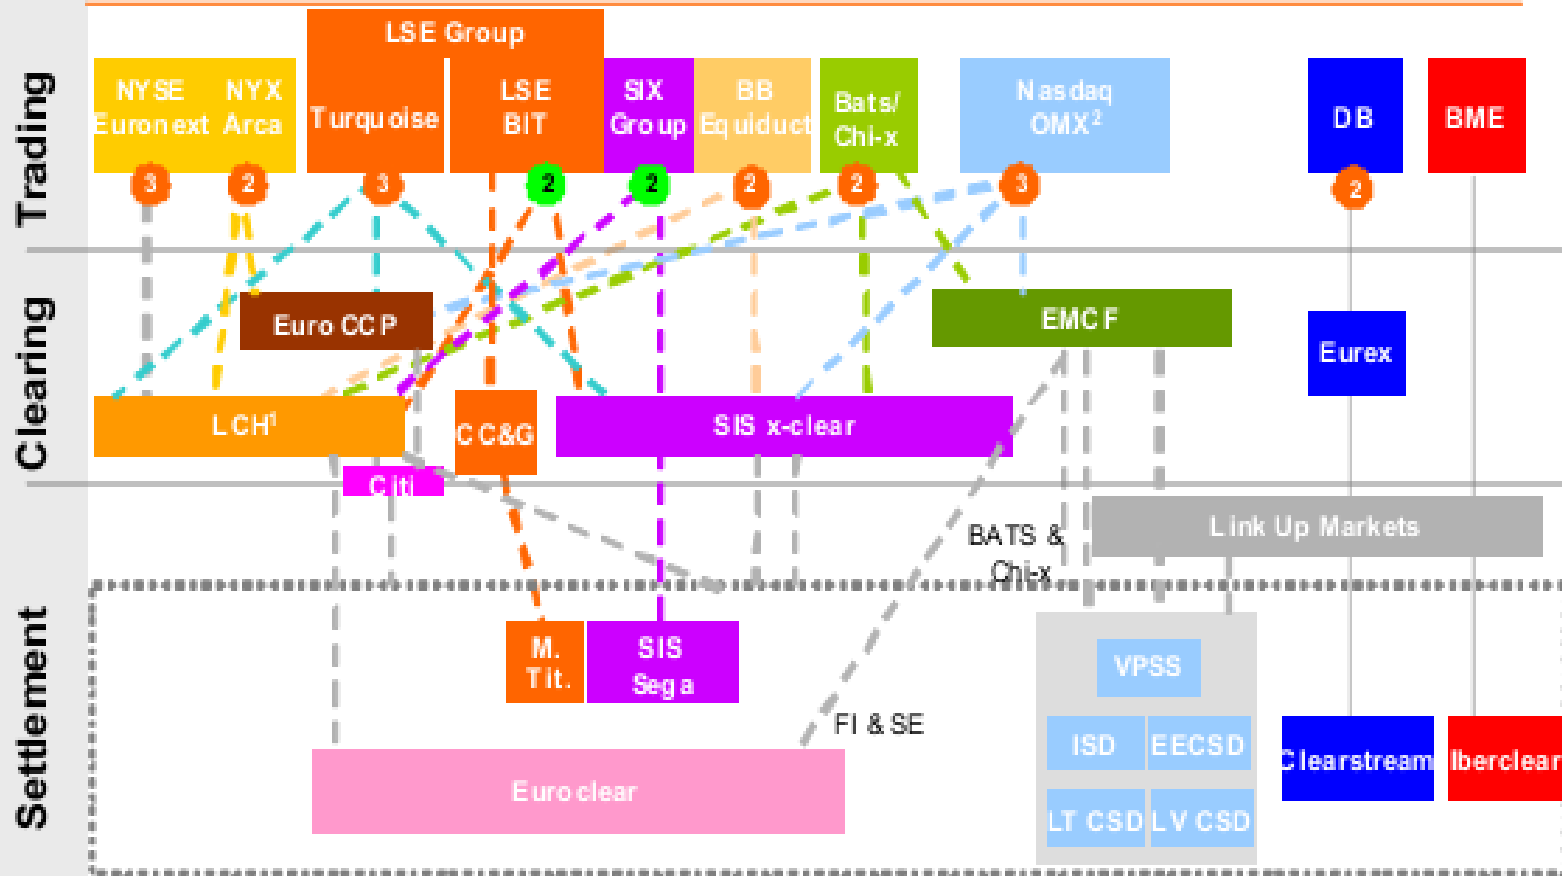 Trading
LSE Group
NYSE
Euronext
NYX
Arca
Turquoise
LSE
BIT
SIX
Group
BB
Equiduct
Bats/
Chi-x
Nasdaq
OMX²
DB
BME
3
2
3
2
2
2
2
3
2
Clearing
Euro CCP
EMCF
Eurex
LCH¹
CC&G
SIS x-clear
Citi
Link Up Markets
BATS &
Chi-x
Settlement
M.
Tit.
SIS
Sega
VPSS
FI & SE
ISD
EECSD
Clearstream
Iberclear
Euroclear
LT CSD
LV CSD